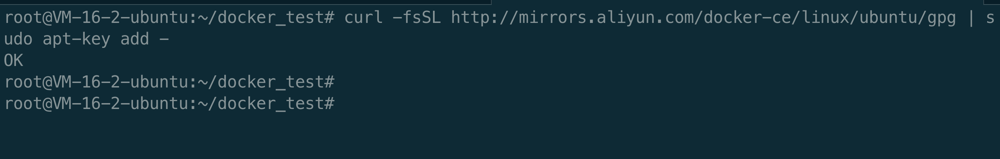 root@VM-16-2-ubuntu:~/docker_test# curl -fsSL http://mirrors.aliyun.com/docker-ce/linux/ubuntu/gpg | s
udo apt-key add -
OK
root@VM-16-2-ubuntu:~/docker_test#
root@VM-16-2-ubuntu:~/docker_test#